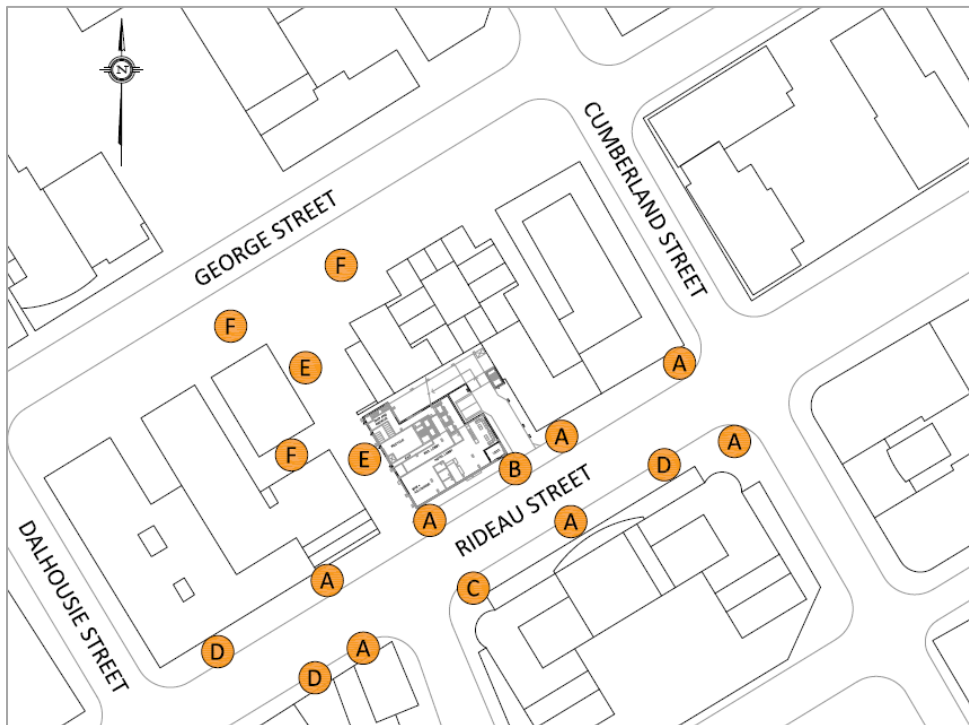 N
CUMBERLAND STREET
GEORGE STREET
F
F
E
A
A
A
F
E
B
D
RIDEAU STREET
A
A
DALHOUSIE STREET
A
C
D
A
D